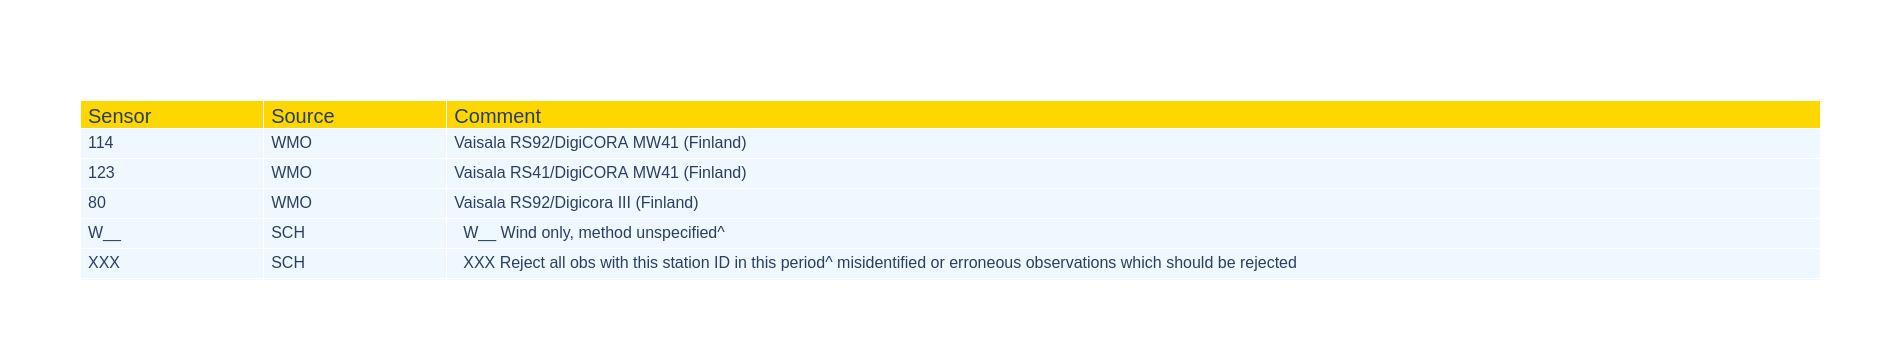 Sensor Source Comment
114 WMO Vaisala RS92/DigiCORA MW41 (Finland)
123 WMO Vaisala RS41/DigiCORA MW41 (Finland)
80 WMO Vaisala RS92/Digicora III (Finland)
W__ SCH W__ Wind only, method unspecified^
XXX SCH XXX Reject all obs with this station ID in this period^ misidentified or erroneous observations which should be rejected